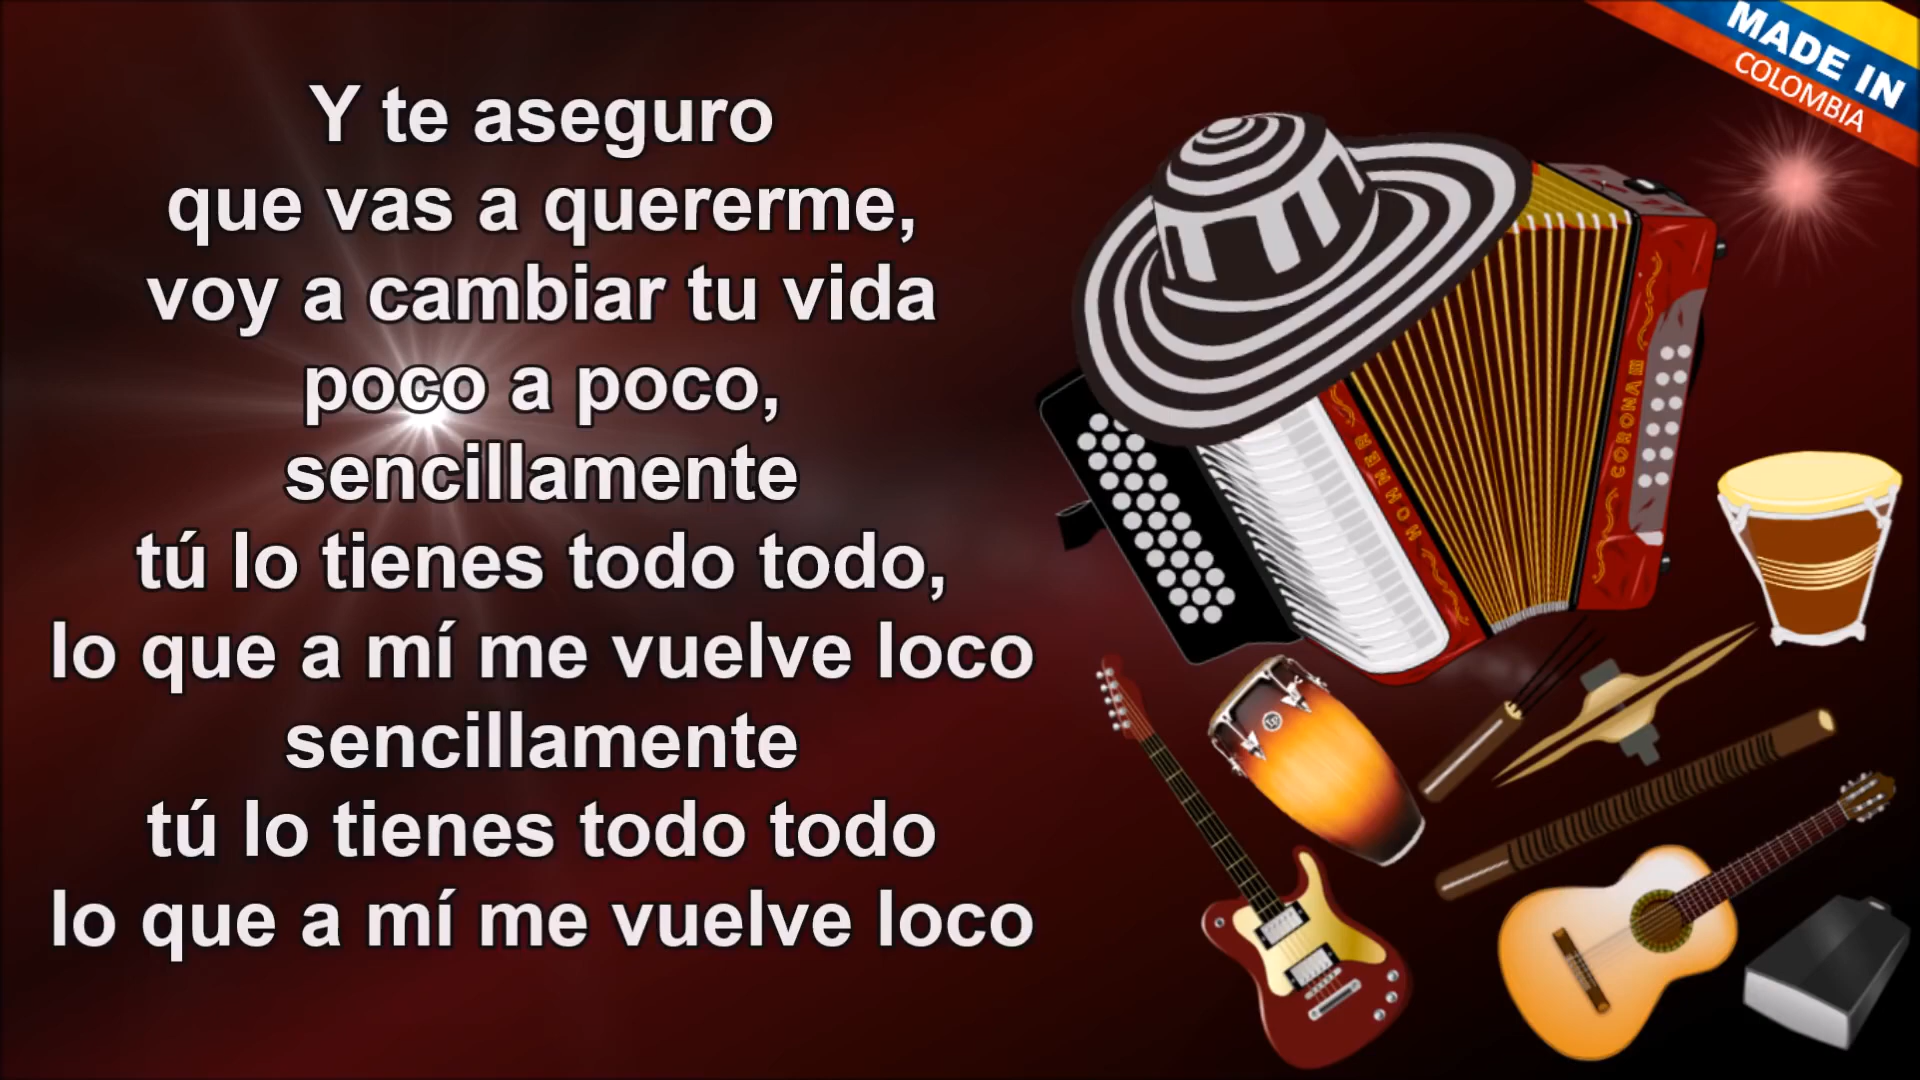 MADE IN
COLOMBIA
Y te aseguro
que vas a quererme,
voy a cambiar tu vida
poco a poco,
sencillamente
tú lo tienes todo todo,
lo que a mí me vuelve loco
sencillamente
tú lo tienes todo todo
lo que a mí me vuelve loco
HOHNER
CORONA III
LP